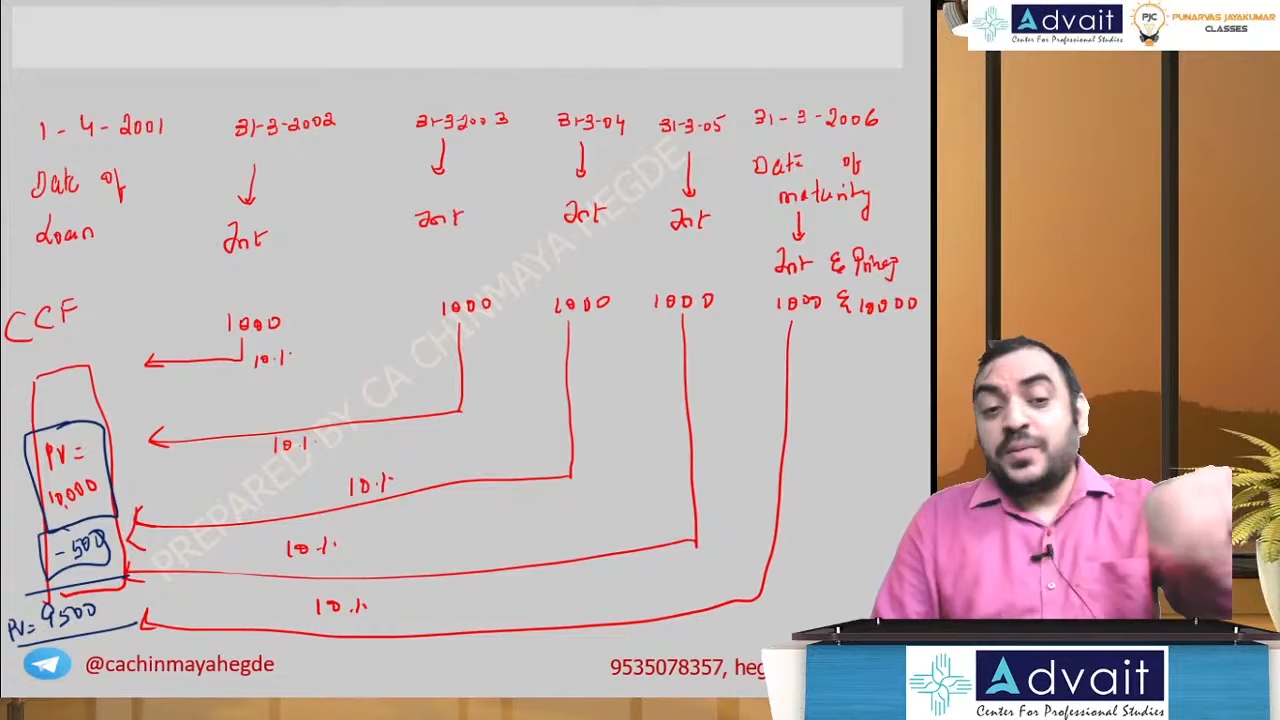 Advait
CENTER FOR PROFESSIONAL STUDIES
PJC
PUNARVAS JAYAKUMAR
CLASSES
1-4-2001 31-3-2002 31-3-2003 31-3-04 31-3-05 31-3-2006
Date of
Loan
Int
Int
Int
Int
Date of
maturity
Int & Princ
CCF
1000 1000 1000 1000 1000 & 10000
10%
10%
10%
10%
10%
PV =
10,000
-500
PV = 9500
PREPARED BY CA CHINMAYA HEGDE
@cachinmayahegde
9535078357, heg
Advait
CENTER FOR PROFESSIONAL STUDIES